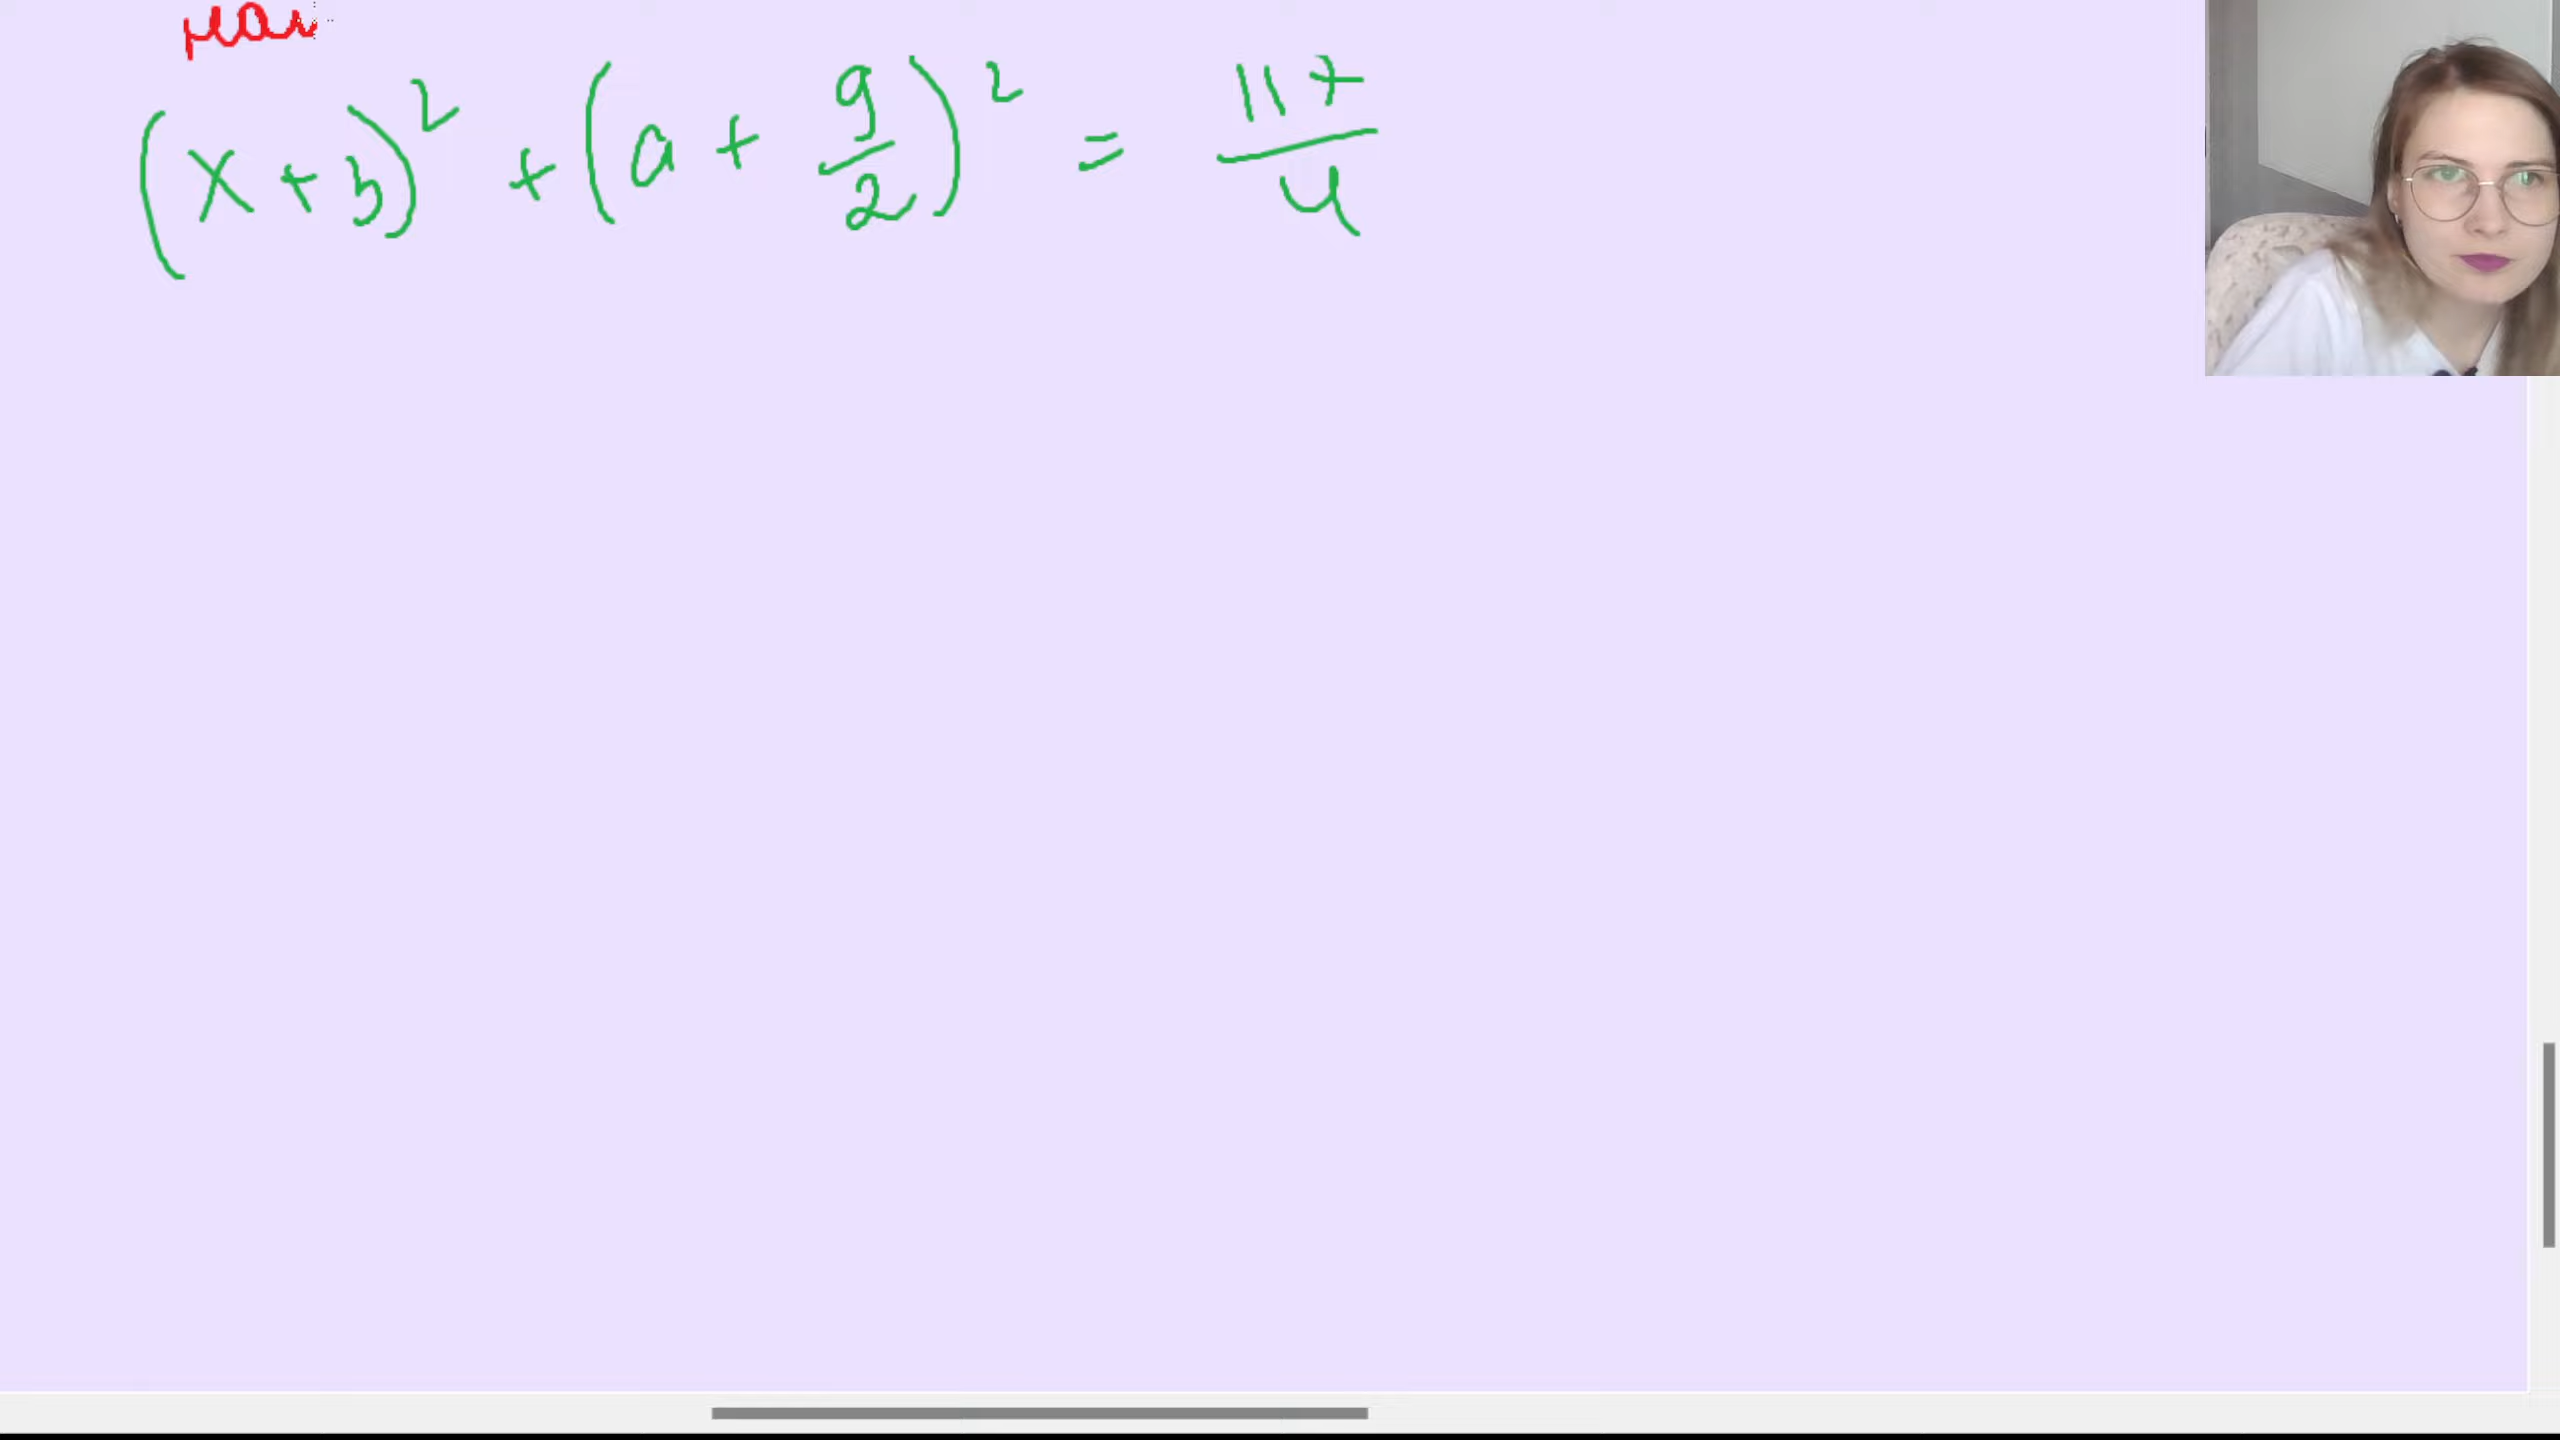 (x + 3)² + (a + 9/2)² = 117/4